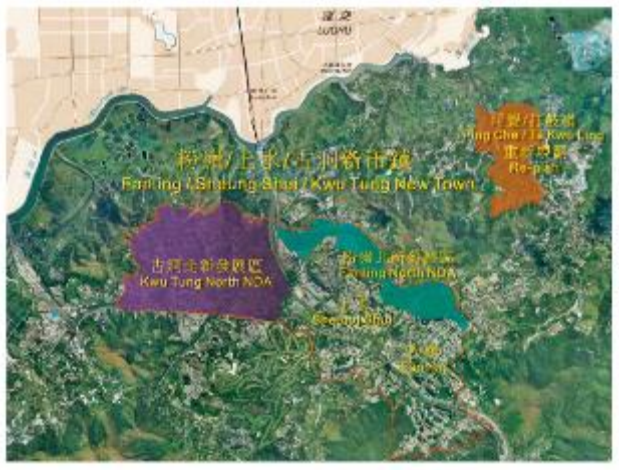 羅湖
LUOHU
粉嶺/上水/古洞新市鎮
Fanling / Sheung Shui / Kwu Tung New Town
坪輋/打鼓嶺
Ping Che / Ta Kwu Ling
重新規劃
Re-plan
古洞北新發展區
Kwu Tung North NDA
粉嶺北新發展區
Fanling North NDA
上水
Sheung Shui
粉嶺
Fanling